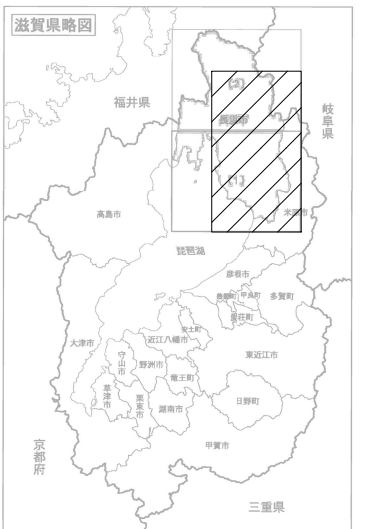 滋賀県略図
福井県
岐阜県
【2】
長浜市
【1】
高島市
米原市
琵琶湖
彦根市
豊郷町
甲良町
多賀町
愛荘町
安土町
近江八幡市
大津市
守山市
野洲市
東近江市
竜王町
草津市
栗東市
湖南市
日野町
甲賀市
京都府
三重県